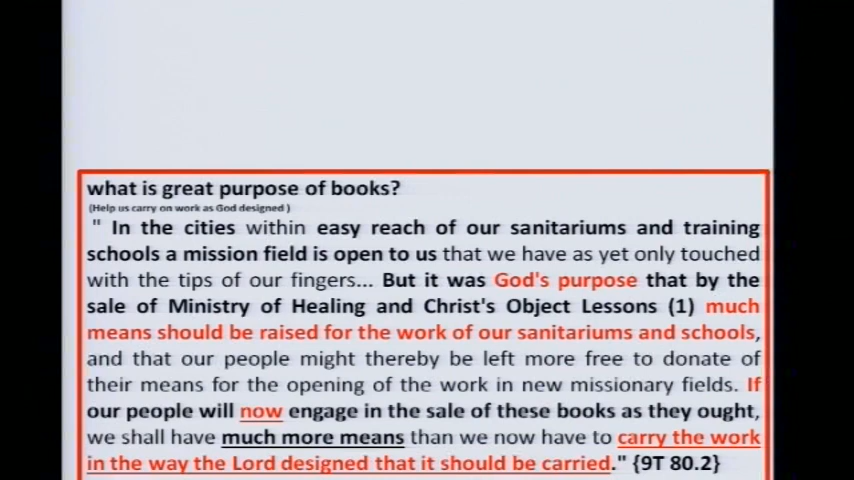 what is great purpose of books?
(Help us carry on work as God designed )
" In the cities within easy reach of our sanitariums and training
schools a mission field is open to us that we have as yet only touched
with the tips of our fingers... But it was God's purpose that by the
sale of Ministry of Healing and Christ's Object Lessons (1) much
means should be raised for the work of our sanitariums and schools,
and that our people might thereby be left more free to donate of
their means for the opening of the work in new missionary fields. If
our people will now engage in the sale of these books as they ought,
we shall have much more means than we now have to carry the work
in the way the Lord designed that it should be carried." {9T 80.2}